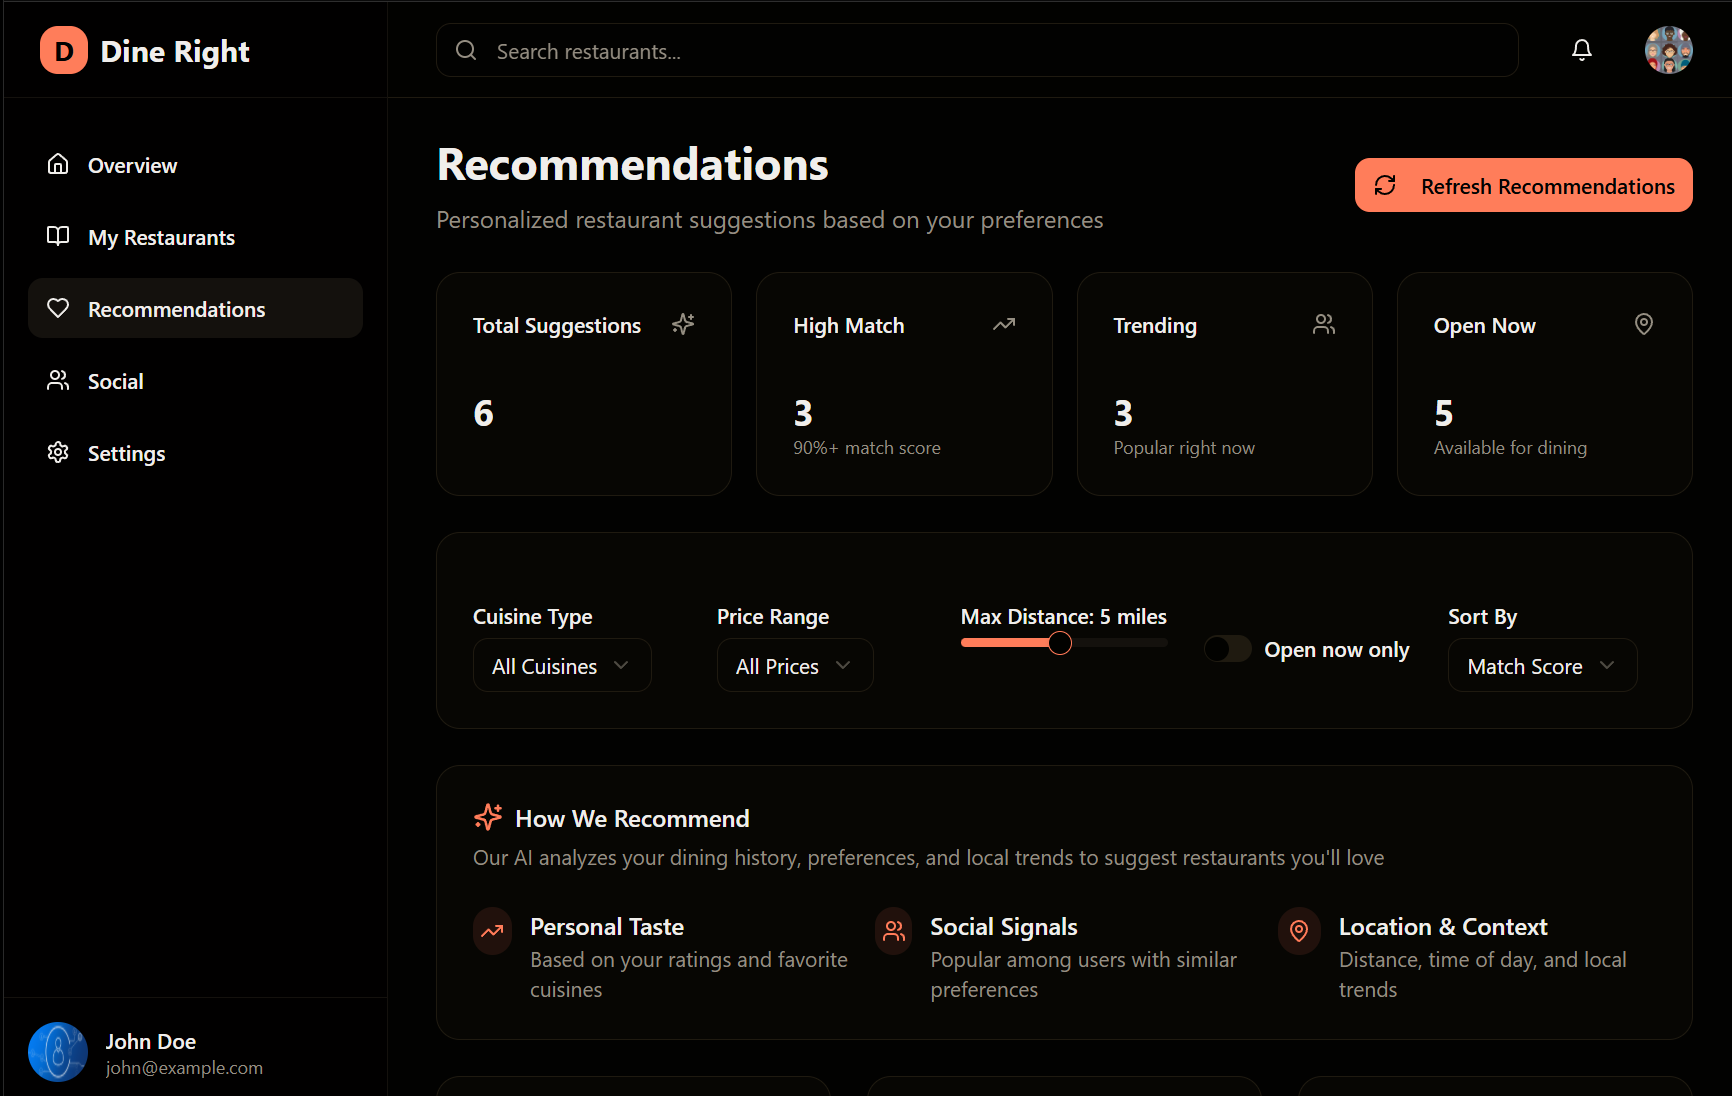 D Dine Right
Search restaurants...
Overview
My Restaurants
Recommendations
Social
Settings
John Doe
john@example.com
Recommendations
Personalized restaurant suggestions based on your preferences
Refresh Recommendations
Total Suggestions
6
High Match
3
90%+ match score
Trending
3
Popular right now
Open Now
5
Available for dining
Cuisine Type
All Cuisines
Price Range
All Prices
Max Distance: 5 miles
Open now only
Sort By
Match Score
How We Recommend
Our AI analyzes your dining history, preferences, and local trends to suggest restaurants you'll love
Personal Taste
Based on your ratings and favorite
cuisines
Social Signals
Popular among users with similar
preferences
Location & Context
Distance, time of day, and local
trends